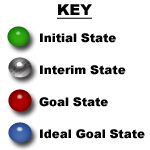 KEY
Initial State
Interim State
Goal State
Ideal Goal State